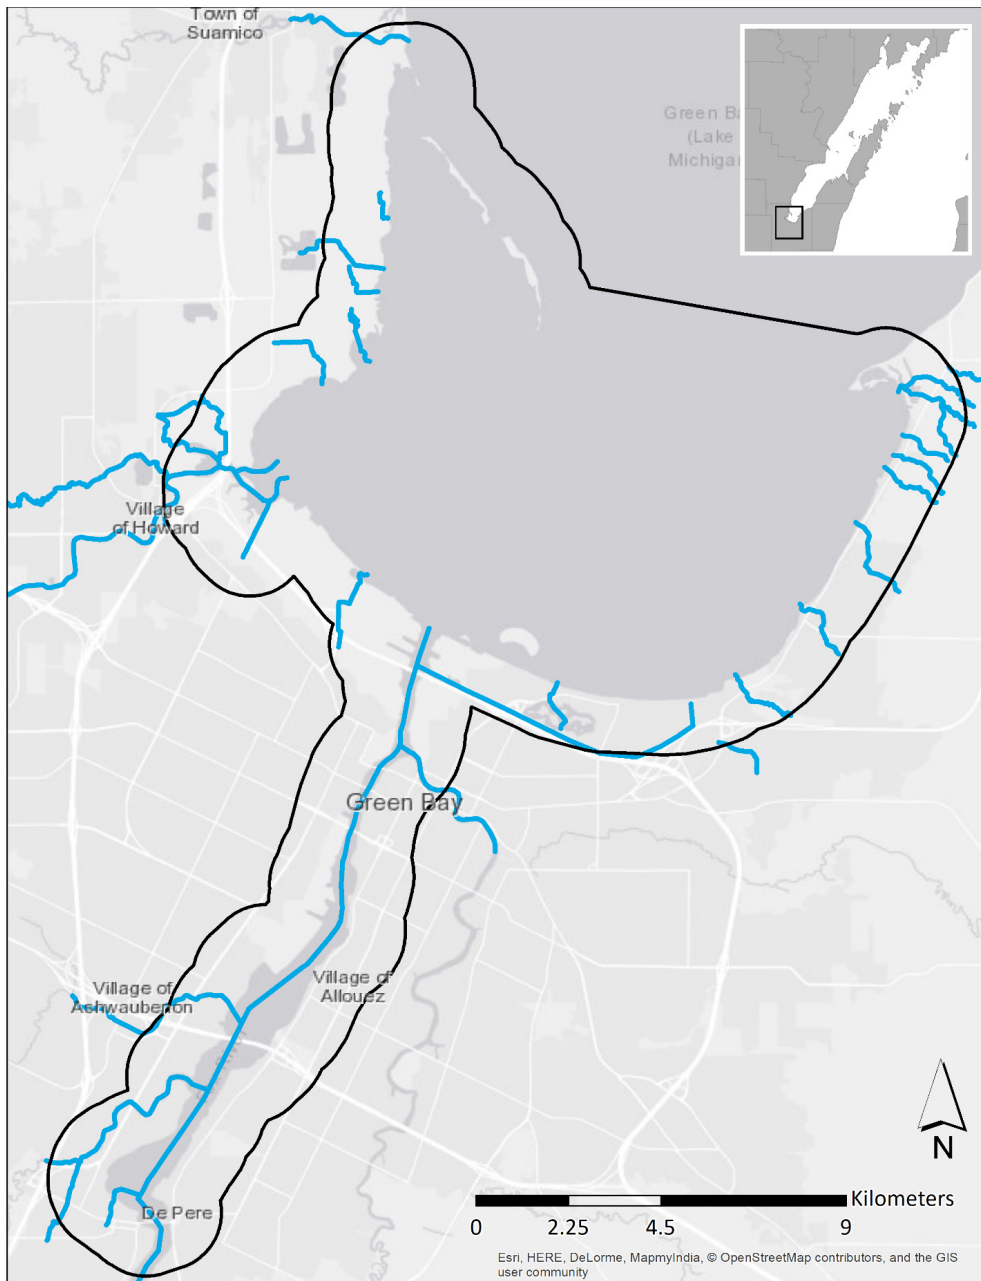 Town of
Suamico
Green Ba
(Lake
Michigan
Village
of Howard
Green Bay
Village of
Allouez
Village of
Ashwaubenon
De Pere
N
Kilometers
0 2.25 4.5 9
Esri, HERE, DeLorme, MapmyIndia, © OpenStreetMap contributors, and the GIS
user community